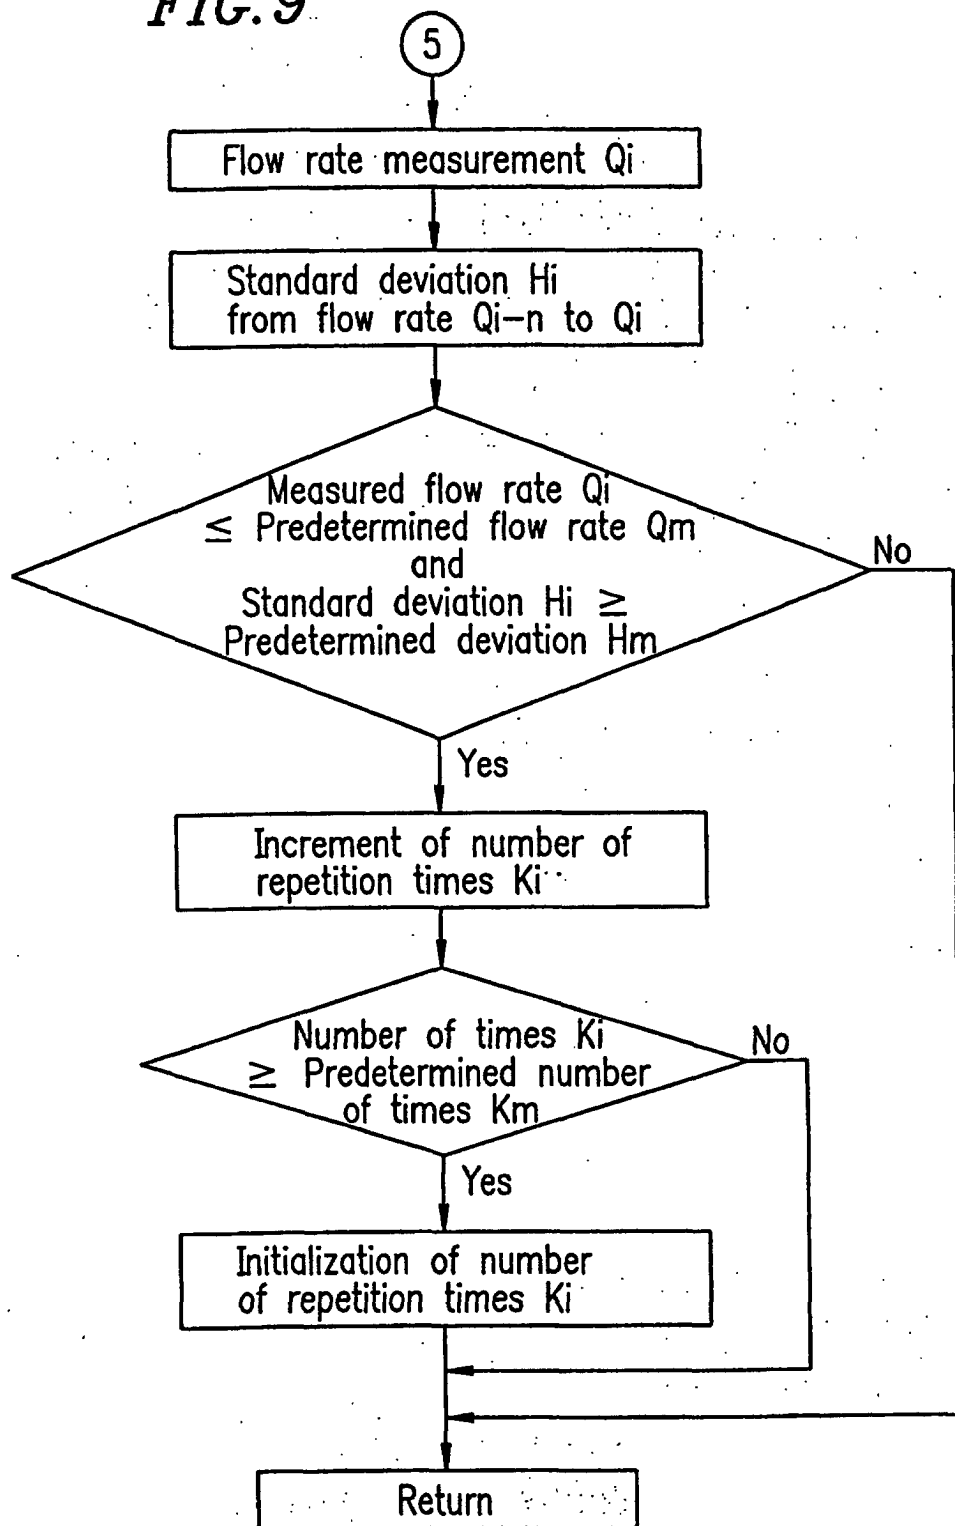 FIG. 9
5
Flow rate measurement Qi
Standard deviation Hi
from flow rate Qi-n to Qi
Measured flow rate Qi
≤ Predetermined flow rate Qm
and
Standard deviation Hi ≥
Predetermined deviation Hm
No
Yes
Increment of number of
repetition times Ki
Number of times Ki
≥ Predetermined number
of times Km
No
Yes
Initialization of number
of repetition times Ki
Return